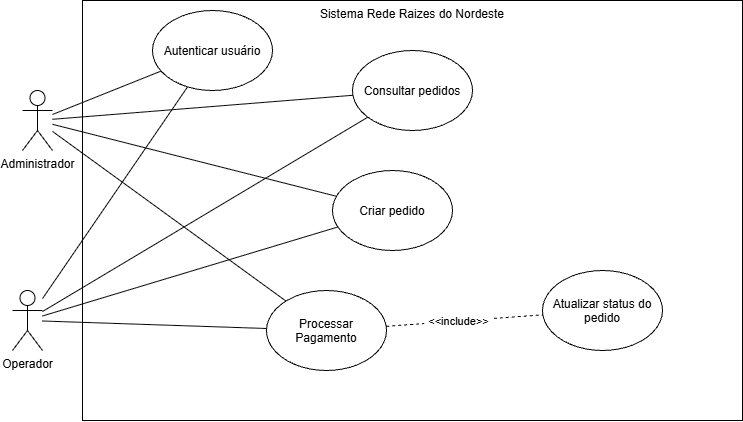 Sistema Rede Raizes do Nordeste
Autenticar usuário
Consultar pedidos
Administrador
Criar pedido
Atualizar status do
pedido
<<include>>
Processar
Pagamento
Operador